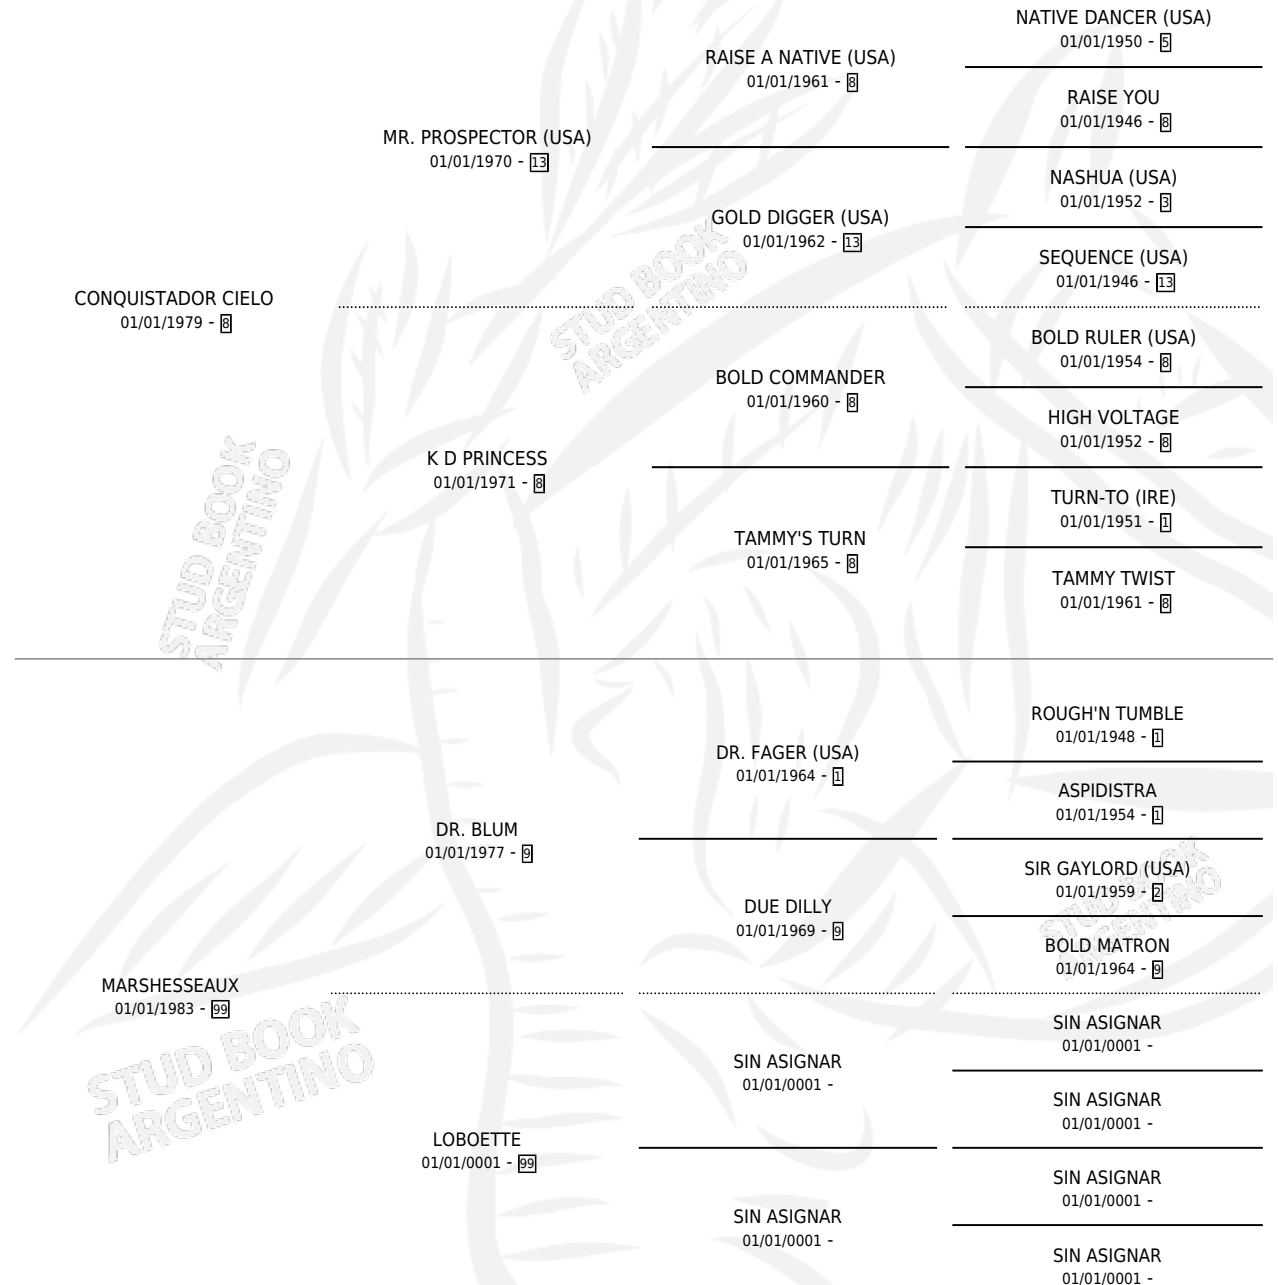 NATIVE DANCER (USA)
01/01/1950 - 5
RAISE A NATIVE (USA)
01/01/1961 - 8
RAISE YOU
01/01/1946 - 8
MR. PROSPECTOR (USA)
01/01/1970 - 13
NASHUA (USA)
01/01/1952 - 3
GOLD DIGGER (USA)
01/01/1962 - 13
SEQUENCE (USA)
01/01/1946 - 13
CONQUISTADOR CIELO
01/01/1979 - 8
BOLD RULER (USA)
01/01/1954 - 8
BOLD COMMANDER
01/01/1960 - 8
HIGH VOLTAGE
01/01/1952 - 8
K D PRINCESS
01/01/1971 - 8
TURN-TO (IRE)
01/01/1951 - 1
TAMMY'S TURN
01/01/1965 - 8
TAMMY TWIST
01/01/1961 - 8
STUD BOOK
ARGENTINO
STUD BOOK
ARGENTINO
ROUGH'N TUMBLE
01/01/1948 - 1
DR. FAGER (USA)
01/01/1964 - 1
ASPIDISTRA
01/01/1954 - 1
DR. BLUM
01/01/1977 - 9
SIR GAYLORD (USA)
01/01/1959 - 2
DUE DILLY
01/01/1969 - 9
BOLD MATRON
01/01/1964 - 9
STUD BOOK
ARGENTINO
MARSHESSEAUX
01/01/1983 - 99
STUD BOOK
ARGENTINO
SIN ASIGNAR
01/01/0001 -
SIN ASIGNAR
01/01/0001 -
SIN ASIGNAR
01/01/0001 -
LOBOETTE
01/01/0001 - 99
SIN ASIGNAR
01/01/0001 -
SIN ASIGNAR
01/01/0001 -
SIN ASIGNAR
01/01/0001 -